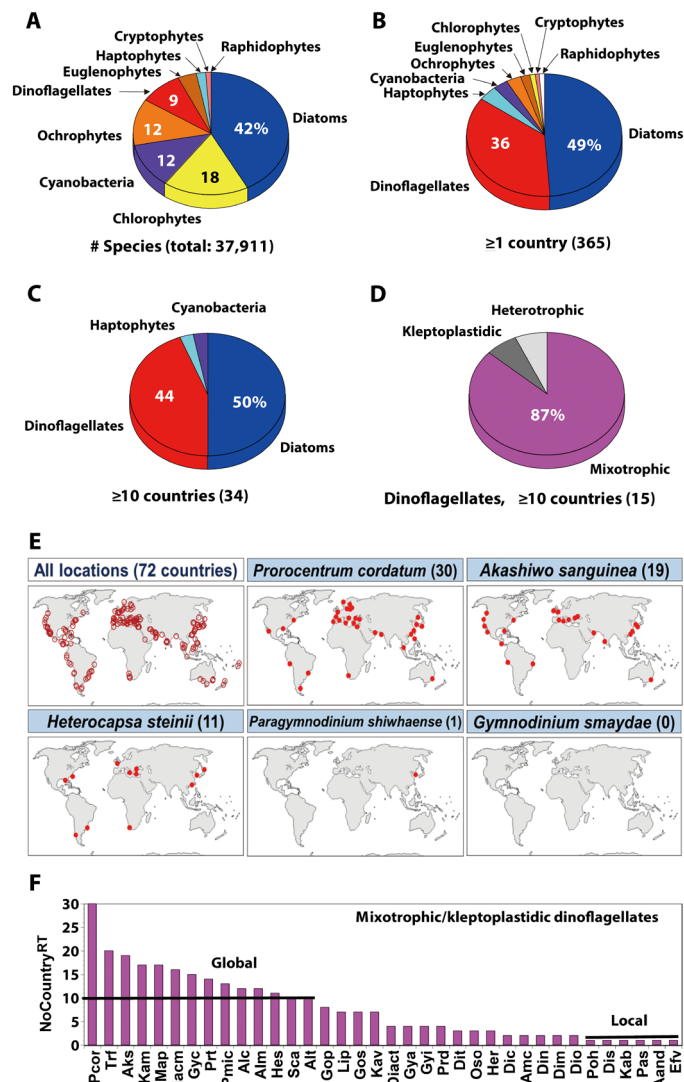 A
Cryptophytes
Haptophytes
Raphidophytes
Euglenophytes
Dinoflagellates
9
42%
Diatoms
Ochrophytes
12
12
18
Cyanobacteria
Chlorophytes
# Species (total: 37,911)
B
Chlorophytes
Cryptophytes
Euglenophytes
Raphidophytes
Ochrophytes
Cyanobacteria
Haptophytes
36
49%
Diatoms
Dinoflagellates
≥1 country (365)
C
Cyanobacteria
Haptophytes
44
50%
Dinoflagellates
Diatoms
≥10 countries (34)
D
Heterotrophic
Kleptoplastidic
87%
Mixotrophic
Dinoflagellates, ≥10 countries (15)
E
All locations (72 countries)
Prorocentrum cordatum (30)
Akashiwo sanguinea (19)
Heterocapsa steinii (11)
Paragymnodinium shiwhaense (1)
Gymnodinium smaydae (0)
F
NoCountryRT
30
25
20
15
10
5
0
Mixotrophic/kleptoplastidic dinoflagellates
Global
Local
Pcor
Trf
Aks
Kam
Map
Gyc
Prt
Pmic
Alc
Alm
Hes
Sca
Alt
Gop
Lip
Gos
Kav
Diact
Gya
Gyi
Prd
Dit
Oso
Her
Dic
Amc
Din
Dim
Dio
Poh
Dis
Kab
Pas
Aand
Efv